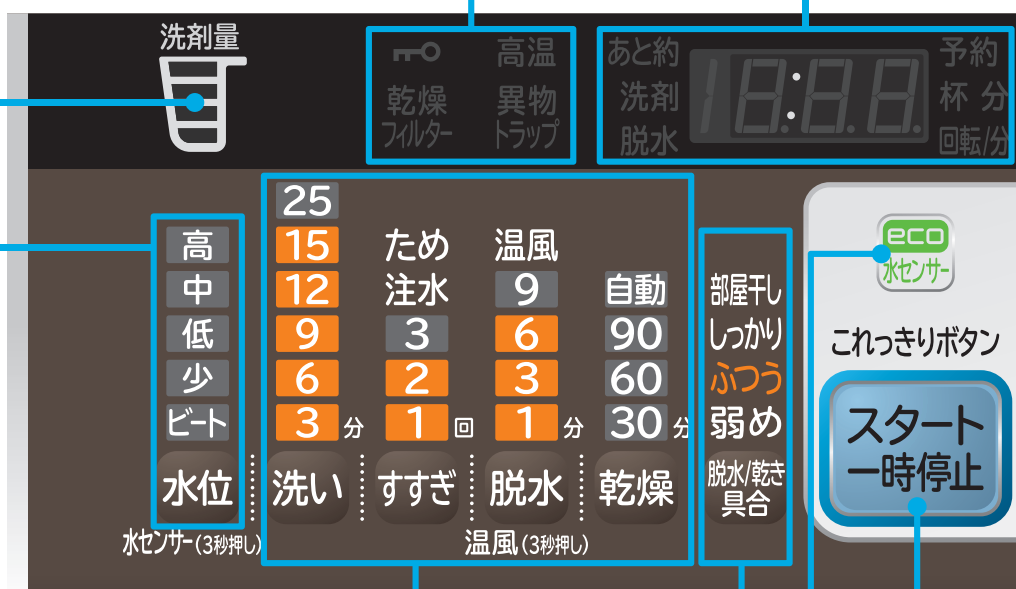 洗剤量
高温
乾燥
フィルター
異物
トラップ
あと約
洗剤
脱水
18:88
予約
杯 分
回転/分
高
中
低
少
ビート
水位
水センサー(3秒押し)
25
15
12
9
6
3 分
洗い
ため
注水
3
2
1 回
すすぎ
温風
9
6
3
1 分
脱水
温風(3秒押し)
自動
90
60
30 分
乾燥
部屋干し
しっかり
ふつう
弱め
脱水/乾き
具合
eco
水センサー
これっきりボタン
スタート
一時停止